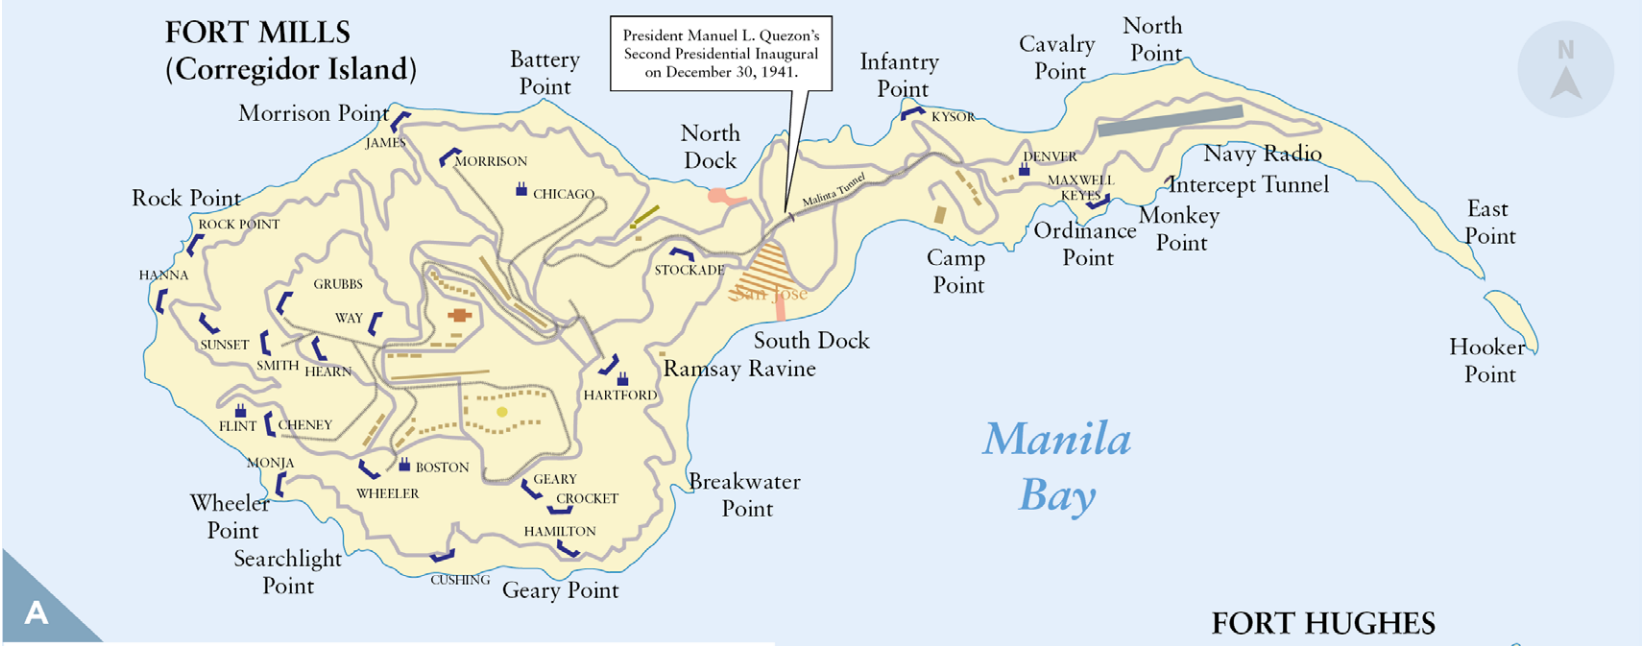 FORT MILLS
(Corregidor Island)
President Manuel L. Quezon's
Second Presidential Inaugural
on December 30, 1941.
North
Point
Cavalry
Point
Infantry
Point
Battery
Point
N
Morrison Point
JAMES
MORRISON
CHICAGO
North
Dock
KYSOR
DENVER
Navy Radio
Intercept Tunnel
MAXWELL
KEYES
Malinta Tunnel
Rock Point
ROCK POINT
Ordinance
Point
Monkey
Point
East
Point
Camp
Point
STOCKADE
HANNA
GRUBBS
WAY
San Jose
SUNSET
SMITH
HEARN
South Dock
Ramsay Ravine
Hooker
Point
HARTFORD
FLINT
CHENEY
Manila
Bay
MONJA
BOSTON
WHEELER
GEARY
CROCKET
Breakwater
Point
Wheeler
Point
HAMILTON
Searchlight
Point
CUSHING
Geary Point
A
FORT HUGHES